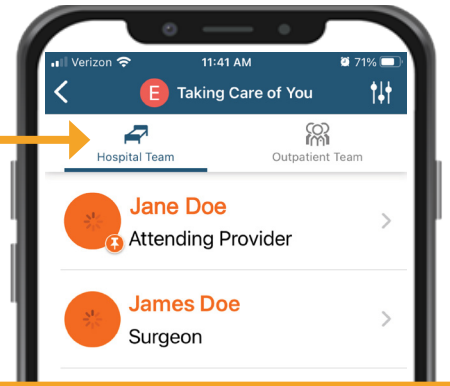 Verizon 11:41 AM 71%
E Taking Care of You
Hospital Team Outpatient Team
Jane Doe
Attending Provider
James Doe
Surgeon